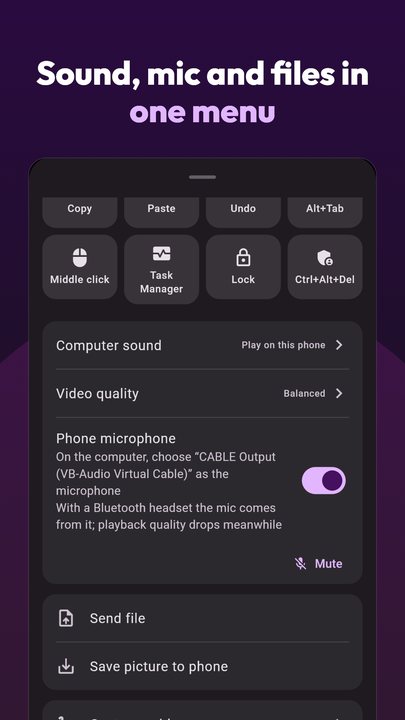 Sound, mic and files in
one menu
Copy
Paste
Undo
Alt+Tab
Middle click
Task
Manager
Lock
Ctrl+Alt+Del
Computer sound
Play on this phone
Video quality
Balanced
Phone microphone
On the computer, choose “CABLE Output
(VB-Audio Virtual Cable)” as the
microphone
With a Bluetooth headset the mic comes
from it; playback quality drops meanwhile
Mute
Send file
Save picture to phone